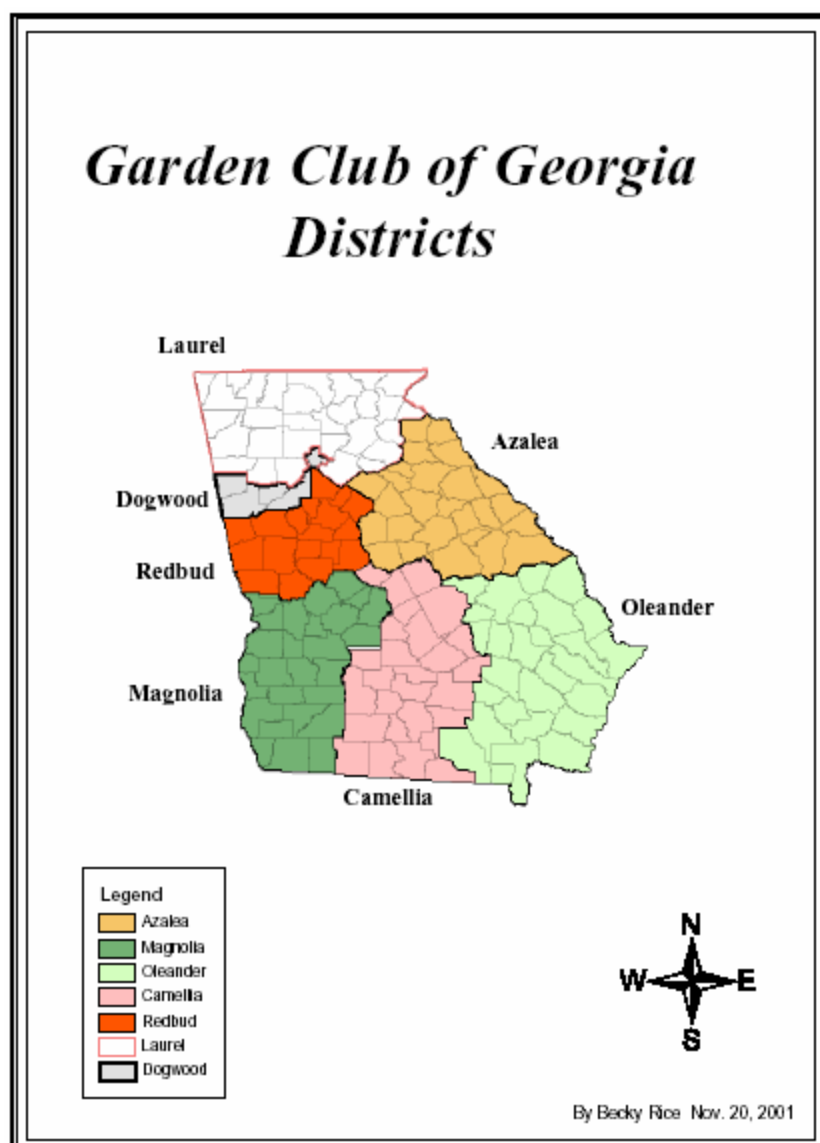 Garden Club of Georgia
Districts
Laurel
Azalea
Dogwood
Redbud
Oleander
Magnolia
Camellia
Legend
Azalea
Magnolia
Oleander
Camellia
Redbud
Laurel
Dogwood
N
W E
S
By Becky Rice Nov. 20, 2001